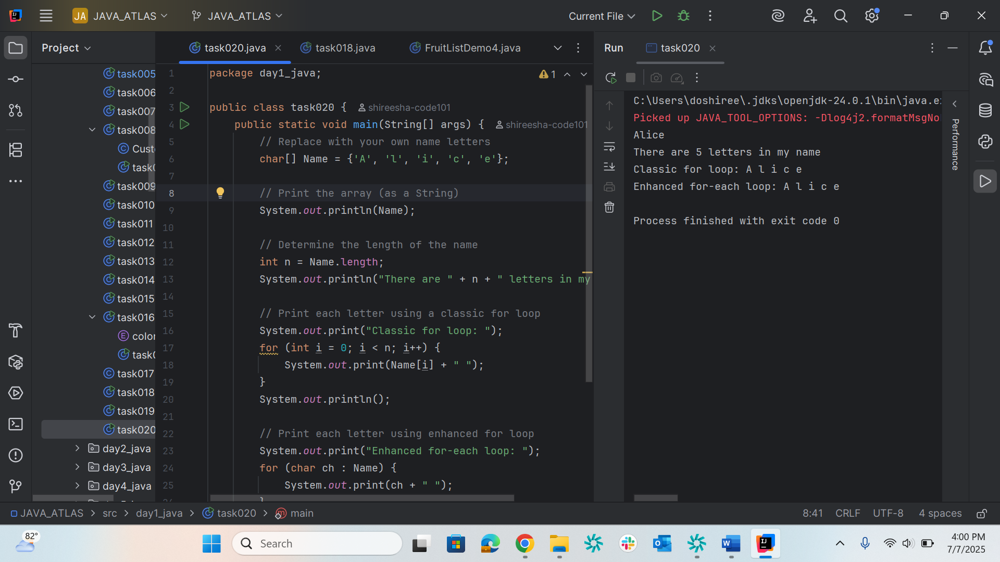 JA JAVA_ATLAS JAVA_ATLAS Current File
Project
task005
task006
task007
task008
Cust
task0
task009
task010
task011
task012
task013
task014
task015
task016
E color
task0
task017
task018
task019
task020
day2_java
day3_java
day4_java
task020.java task018.java FruitListDemo4.java
1 package day1_java;
1
2
3 public class task020 { shireesha-code101
4 public static void main(String[] args) { shireesha-code101
5 // Replace with your own name letters
6 char[] Name = {'A', 'l', 'i', 'c', 'e'};
7
8 // Print the array (as a String)
9 System.out.println(Name);
10
11 // Determine the length of the name
12 int n = Name.length;
13 System.out.println("There are " + n + " letters in my
14
15 // Print each letter using a classic for loop
16 System.out.print("Classic for loop: ");
17 for (int i = 0; i < n; i++) {
18 System.out.print(Name[i] + " ");
19 }
20 System.out.println();
21
22 // Print each letter using enhanced for loop
23 System.out.print("Enhanced for-each loop: ");
24 for (char ch : Name) {
25 System.out.print(ch + " ");
Run task020
C:\Users\doshiree\.jdks\openjdk-24.0.1\bin\java.ex
Picked up JAVA_TOOL_OPTIONS: -Dlog4j2.formatMsgNo
Alice
There are 5 letters in my name
Classic for loop: A l i c e
Enhanced for-each loop: A l i c e
Process finished with exit code 0
Performance
JAVA_ATLAS > src > day1_java > task020 > main
8:41 CRLF UTF-8 4 spaces
82°
Search
4:00 PM
7/7/2025